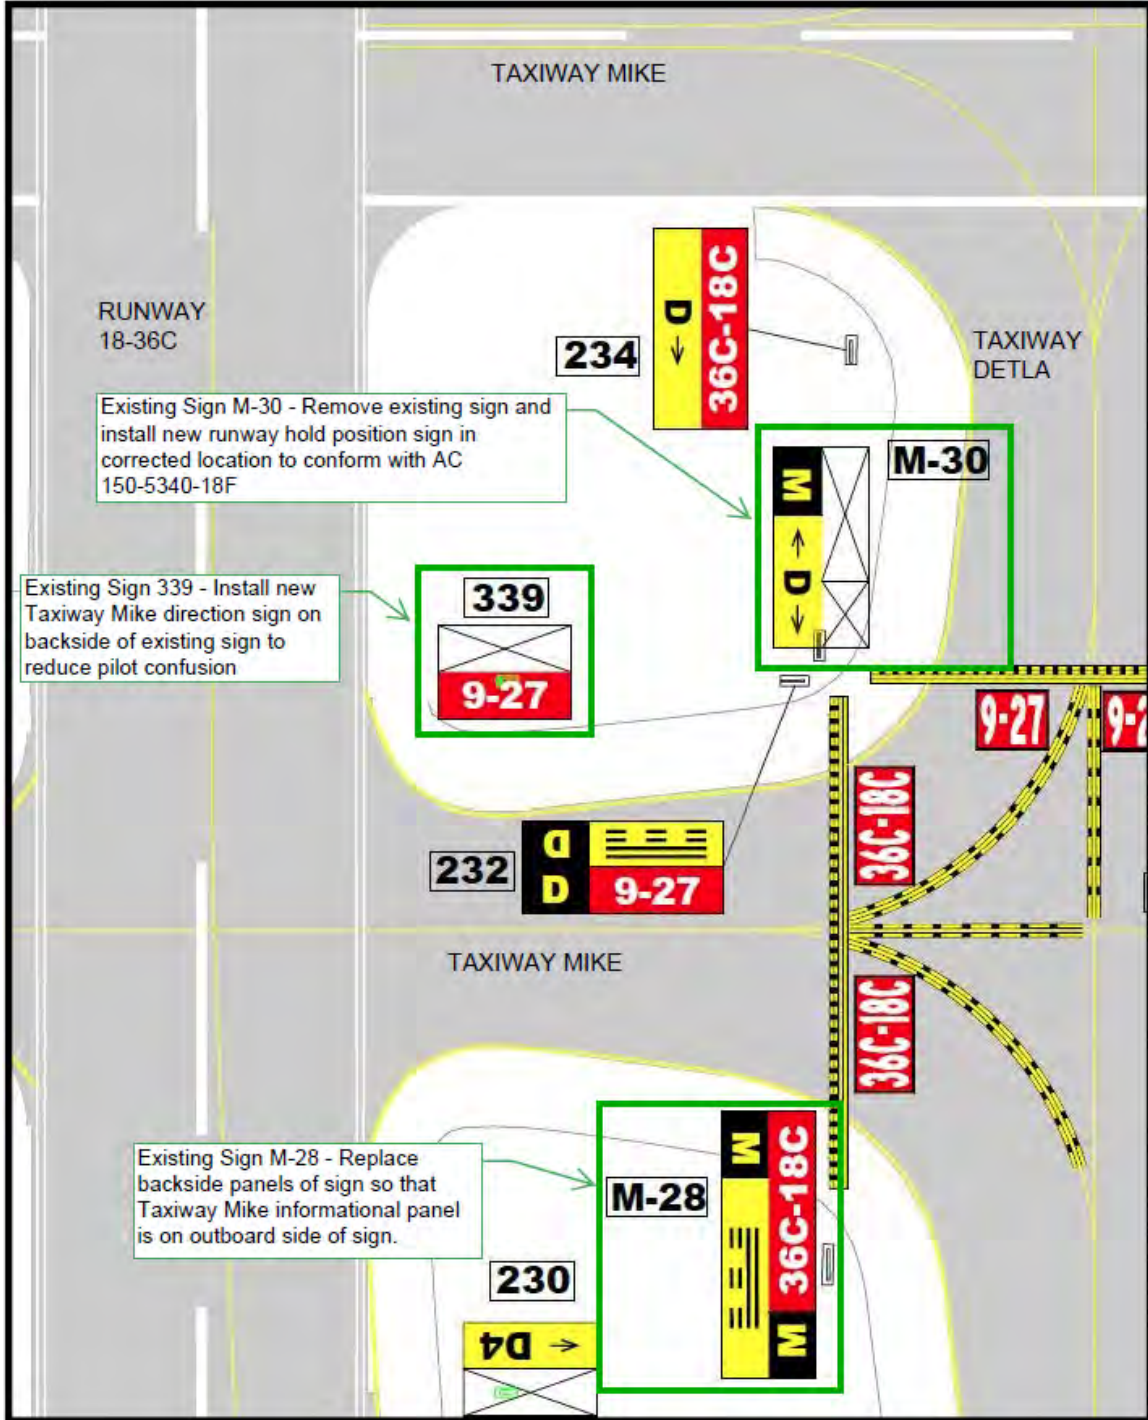 TAXIWAY MIKE
RUNWAY
18-36C
234
D
36C-18C
TAXIWAY
DETLA
Existing Sign M-30 - Remove existing sign and
install new runway hold position sign in
corrected location to conform with AC
150-5340-18F
M-30
M
D
Existing Sign 339 - Install new
Taxiway Mike direction sign on
backside of existing sign to
reduce pilot confusion
339
9-27
9-27
9-2
36C-18C
232
D
D
9-27
TAXIWAY MIKE
36C-18C
Existing Sign M-28 - Replace
backside panels of sign so that
Taxiway Mike informational panel
is on outboard side of sign.
M-28
M
36C-18C
M
230
D4